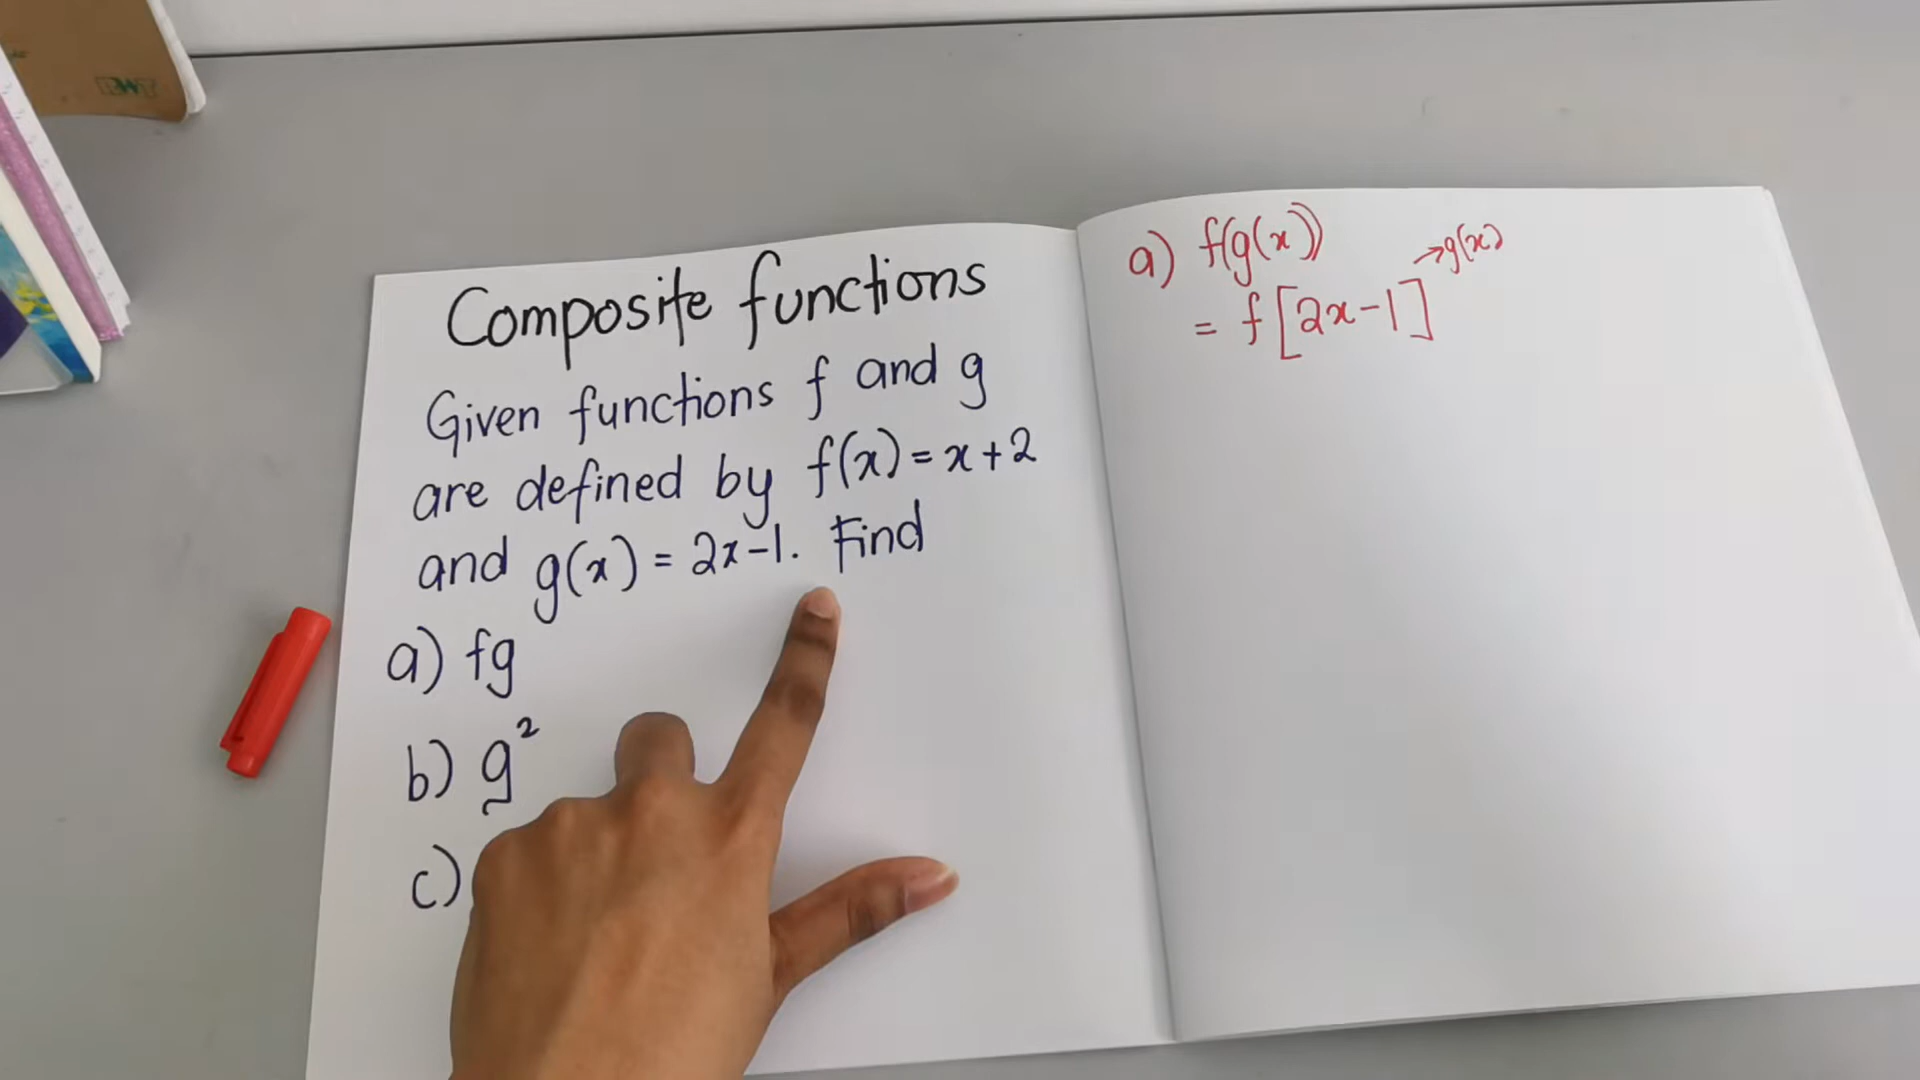 Composite functions
Given functions f and g
are defined by f(x) = x + 2
and g(x) = 2x - 1. Find
a) fg
b) g²
c)
a) f(g(x))
→g(x)
= f[2x-1]